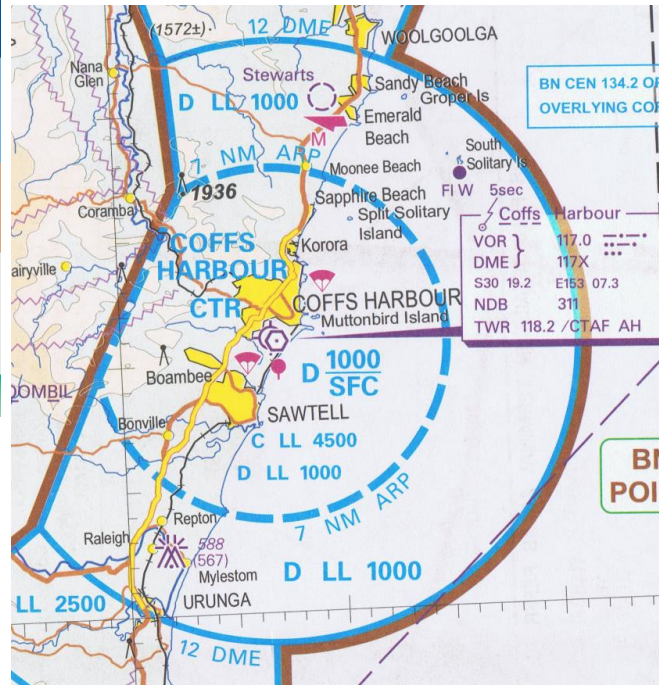 (1572±)
12 DME
WOOLGOOLGA
Nana
Glen
Stewarts
Sandy Beach
Groper Is
D LL 1000
Emerald
Beach
M
BN CEN 134.2
OVERLYING
7 NM ARP
Moonee Beach
South
Solitary Is
1936
Fl W 5sec
Coramba
Sapphire Beach
Split Solitary
Island
Coffs Harbour
VOR } 117.0
DME } 117X
S30 19.2 E153 07.3
NDB 311
TWR 118.2 /CTAF AH
COFFS
HARBOUR
CTR
Korora
COFFS HARBOUR
Muttonbird Island
Boambee
D 1000
SFC
SAWTELL
Bonville
C LL 4500
D LL 1000
BN
7 NM ARP
Repton
Raleigh
588
(567)
Mylestom
D LL 1000
LL 2500
URUNGA
12 DME